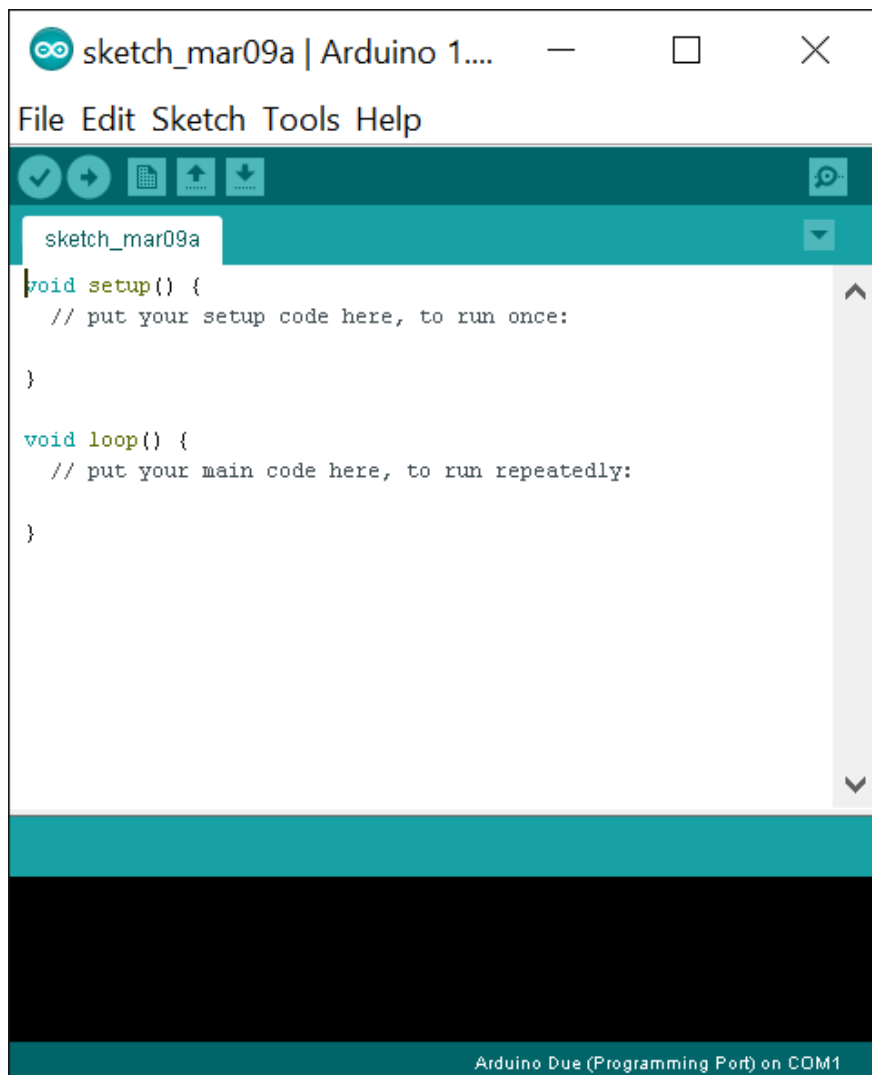 sketch_mar09a | Arduino 1....
File Edit Sketch Tools Help
sketch_mar09a
void setup() {
  // put your setup code here, to run once:
}
void loop() {
  // put your main code here, to run repeatedly:
}
Arduino Due (Programming Port) on COM1